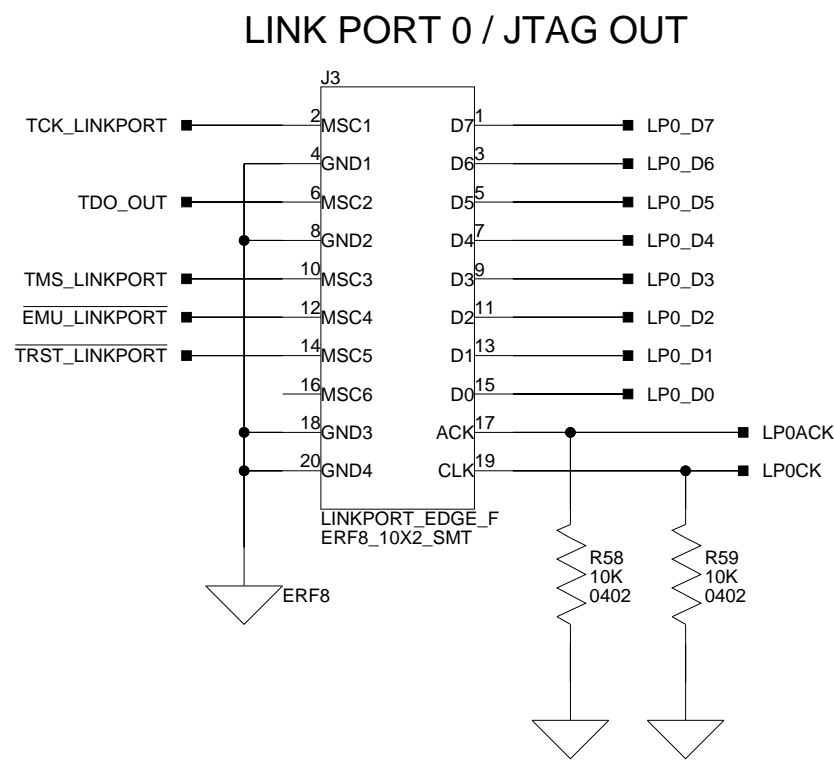 LINK PORT 0 / JTAG OUT
J3
TCK_LINKPORT 2 MSC1 D7 1 LP0_D7
4 GND1 D6 3 LP0_D6
TDO_OUT 6 MSC2 D5 5 LP0_D5
8 GND2 D4 7 LP0_D4
TMS_LINKPORT 10 MSC3 D3 9 LP0_D3
EMU_LINKPORT 12 MSC4 D2 11 LP0_D2
TRST_LINKPORT 14 MSC5 D1 13 LP0_D1
16 MSC6 D0 15 LP0_D0
18 GND3 ACK 17 LP0ACK
20 GND4 CLK 19 LP0CK
LINKPORT_EDGE_F
ERF8_10X2_SMT
ERF8
R58
10K
0402
R59
10K
0402